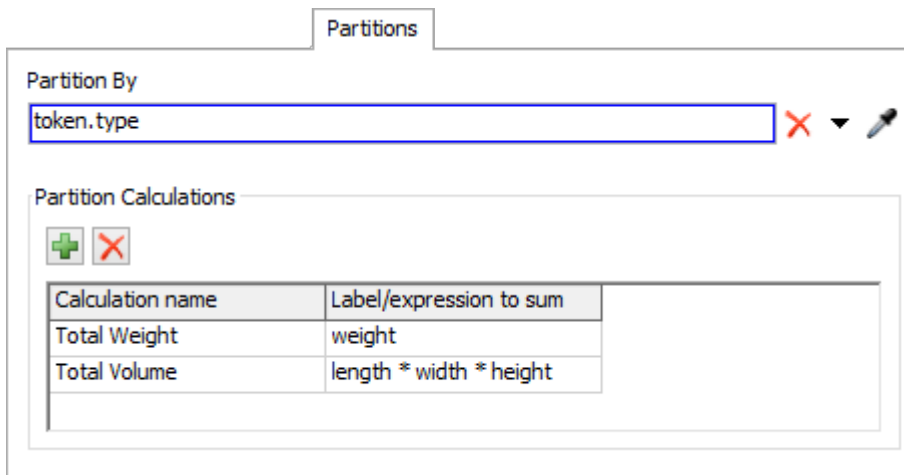 Partitions
Partition By
token.type
Partition Calculations
Calculation name Label/expression to sum
Total Weight weight
Total Volume length * width * height